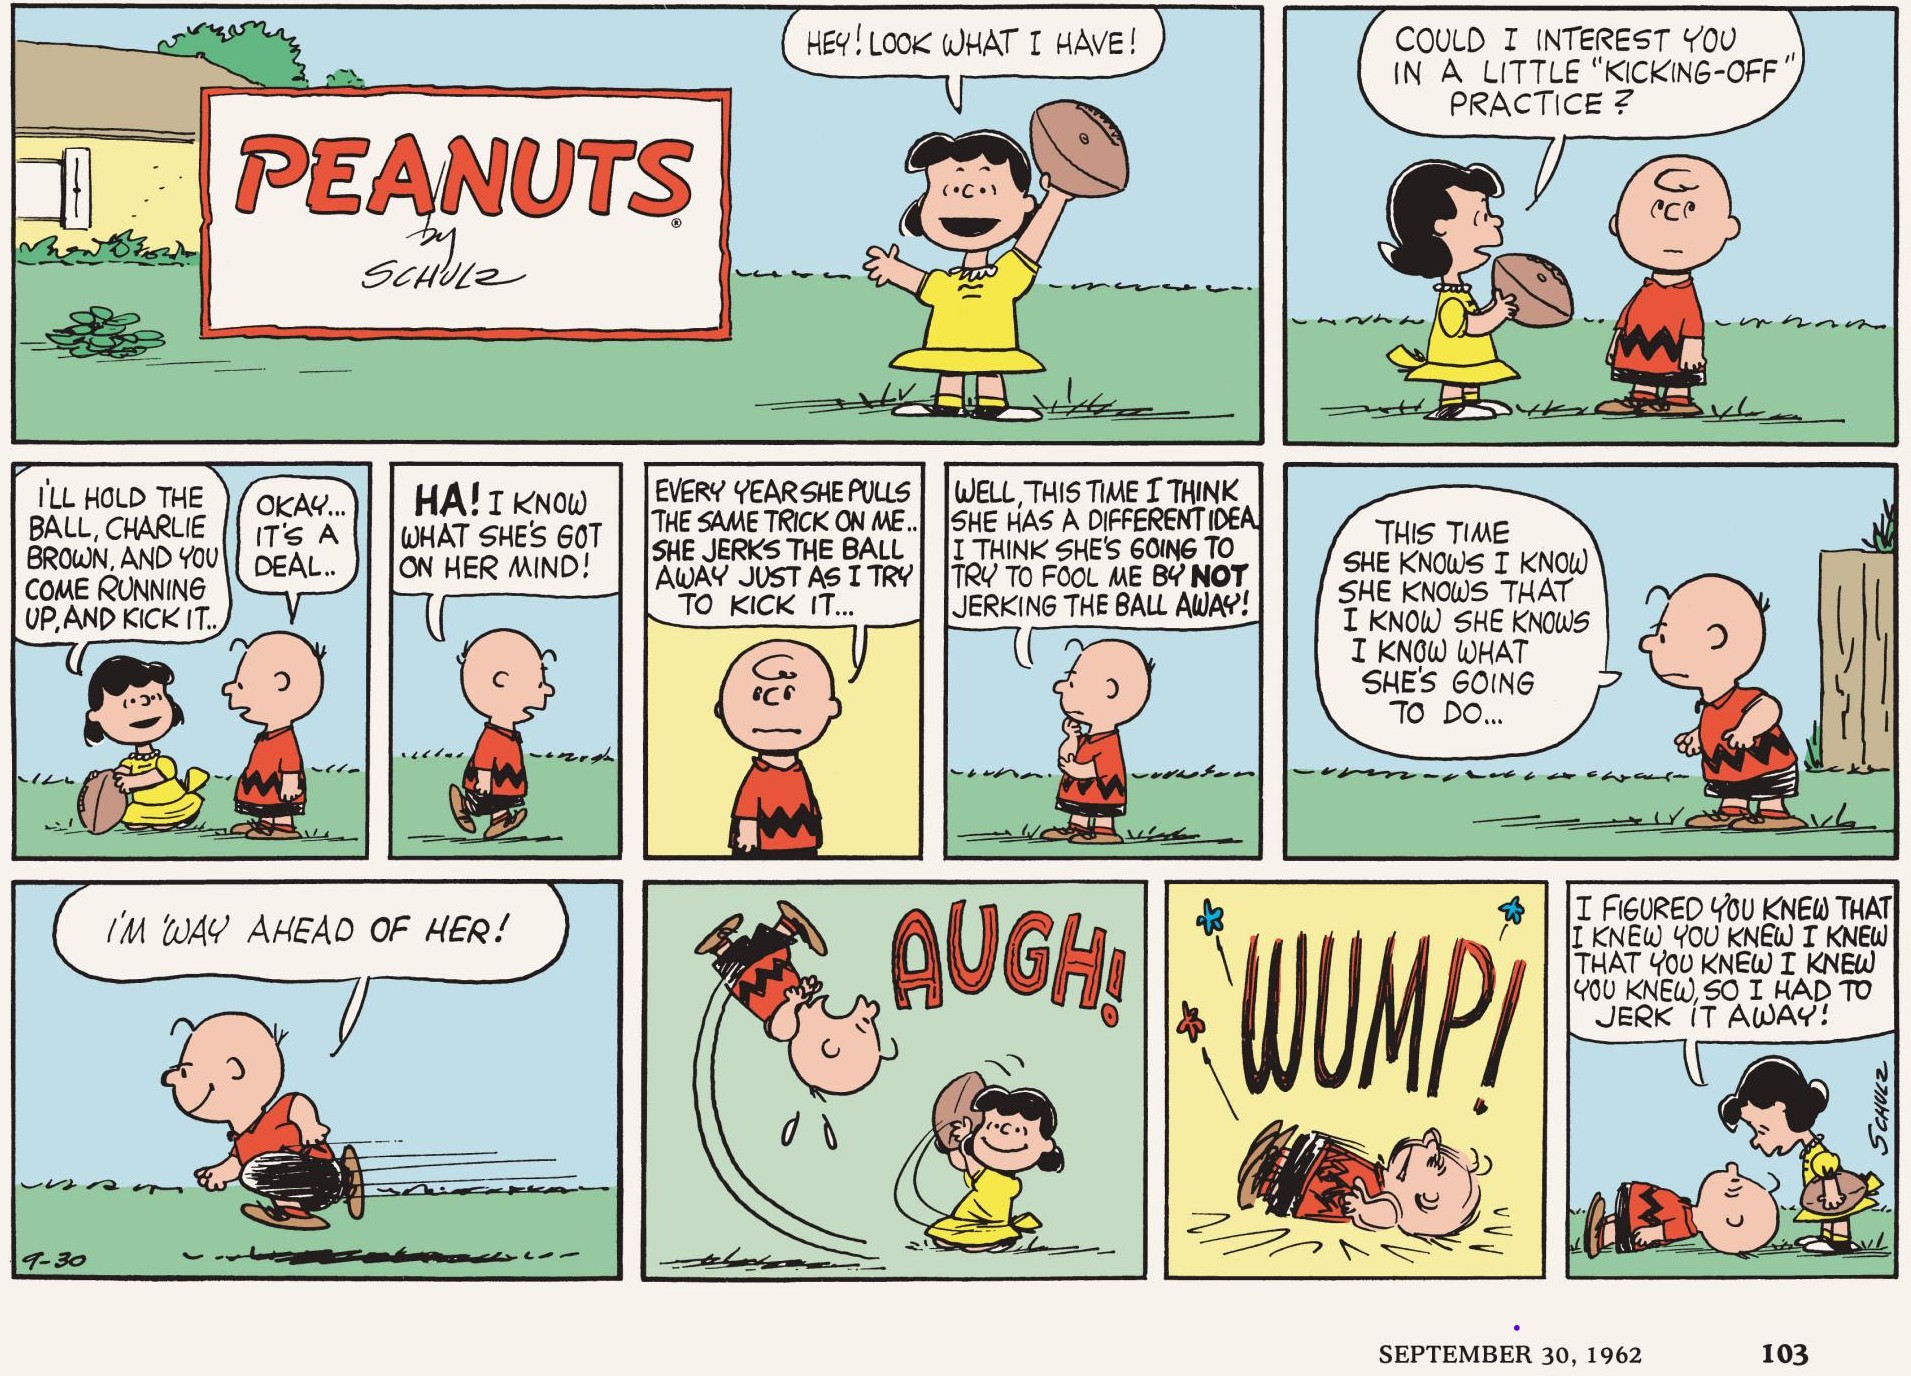 PEANUTS
®
by
SCHULZ
HEY! LOOK WHAT I HAVE!
COULD I INTEREST YOU
IN A LITTLE "KICKING-OFF"
PRACTICE?
I'LL HOLD THE
BALL, CHARLIE
BROWN, AND YOU
COME RUNNING
UP, AND KICK IT..
OKAY...
IT'S A
DEAL..
HA! I KNOW
WHAT SHE'S GOT
ON HER MIND!
EVERY YEAR SHE PULLS
THE SAME TRICK ON ME..
SHE JERKS THE BALL
AWAY JUST AS I TRY
TO KICK IT...
WELL, THIS TIME I THINK
SHE HAS A DIFFERENT IDEA.
I THINK SHE'S GOING TO
TRY TO FOOL ME BY NOT
JERKING THE BALL AWAY!
THIS TIME
SHE KNOWS I KNOW
SHE KNOWS THAT
I KNOW SHE KNOWS
I KNOW WHAT
SHE'S GOING
TO DO...
I'M 'WAY AHEAD OF HER!
9-30
AUGH!
WUMP!
I FIGURED YOU KNEW THAT
I KNEW YOU KNEW I KNEW
THAT YOU KNEW I KNEW
YOU KNEW, SO I HAD TO
JERK IT AWAY!
SCHULZ
SEPTEMBER 30, 1962
103